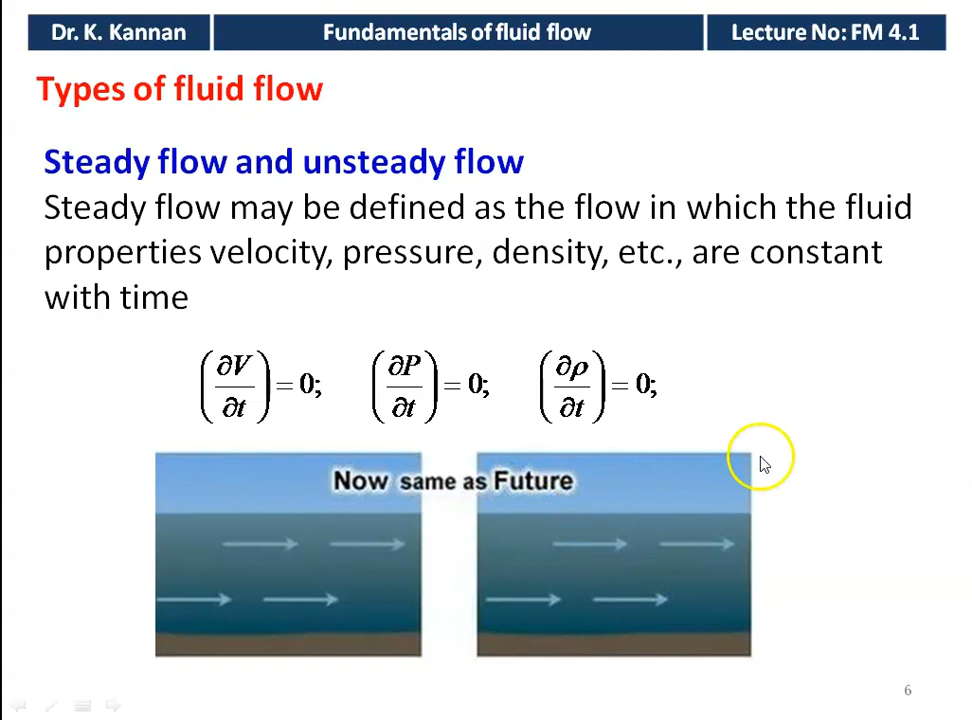 Dr. K. Kannan
Fundamentals of fluid flow
Lecture No: FM 4.1
Types of fluid flow
Steady flow and unsteady flow
Steady flow may be defined as the flow in which the fluid
properties velocity, pressure, density, etc., are constant
with time
(∂V/∂t) = 0; (∂P/∂t) = 0; (∂ρ/∂t) = 0;
Now same as Future
6